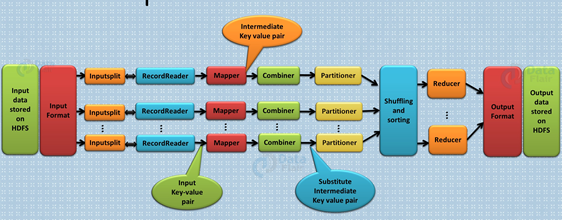 Intermediate
Key value pair
Input
data
stored
on
HDFS
Input
Format
Inputsplit
RecordReader
Mapper
Combiner
Partitioner
Inputsplit
RecordReader
Mapper
Combiner
Partitioner
Inputsplit
RecordReader
Mapper
Combiner
Partitioner
Shuffling
and
sorting
Reducer
Reducer
Output
Format
Output
data
stored
on
HDFS
Input
Key-value
pair
Substitute
Intermediate
Key value pair